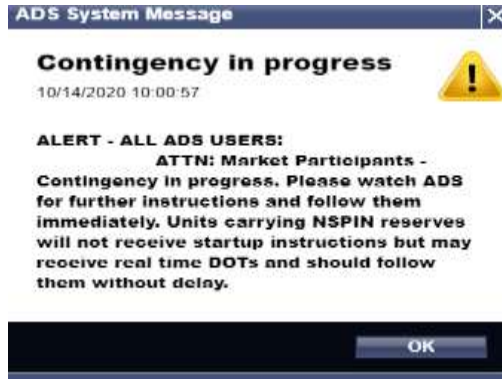 ADS System Message
Contingency in progress
10/14/2020 10:00:57
ALERT - ALL ADS USERS:
ATTN: Market Participants -
Contingency in progress. Please watch ADS
for further instructions and follow them
immediately. Units carrying NSPIN reserves
will not receive startup instructions but may
receive real time DOTs and should follow
them without delay.
OK